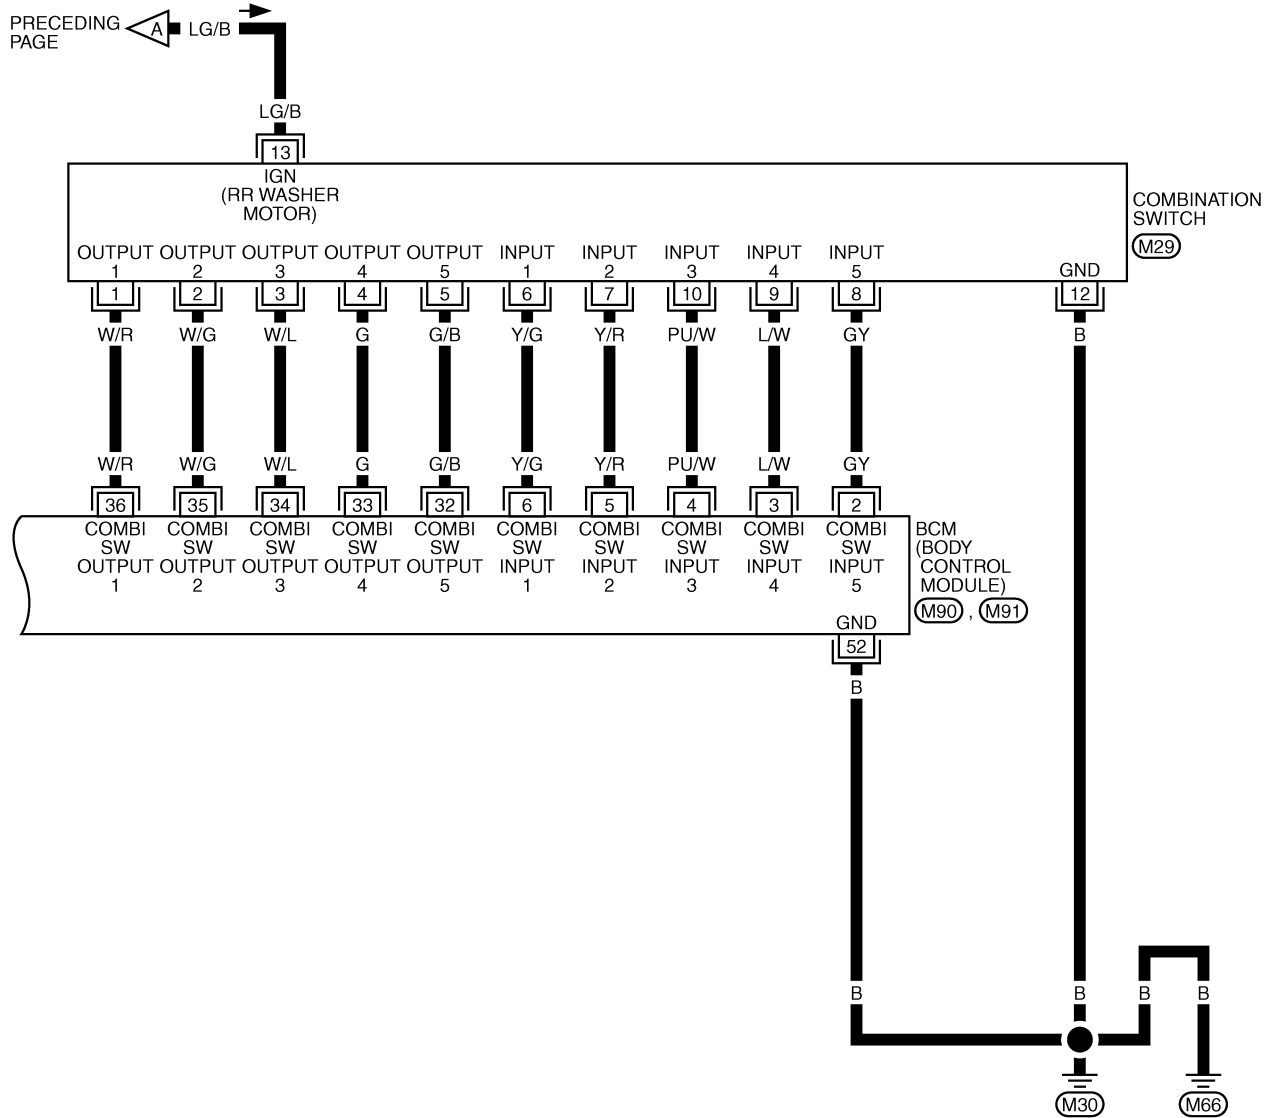 PRECEDING
PAGE
A
LG/B
LG/B
13
IGN
(RR WASHER
MOTOR)
COMBINATION
SWITCH
M29
OUTPUT OUTPUT OUTPUT OUTPUT OUTPUT INPUT INPUT INPUT INPUT INPUT
1 2 3 4 5 1 2 3 4 5 GND
1 2 3 4 5 6 7 10 9 8 12
W/R W/G W/L G G/B Y/G Y/R PU/W L/W GY B
W/R W/G W/L G G/B Y/G Y/R PU/W L/W GY
36 35 34 33 32 6 5 4 3 2
COMBI COMBI COMBI COMBI COMBI COMBI COMBI COMBI COMBI COMBI
SW SW SW SW SW SW SW SW SW SW
OUTPUT OUTPUT OUTPUT OUTPUT OUTPUT INPUT INPUT INPUT INPUT INPUT
1 2 3 4 5 1 2 3 4 5
BCM
(BODY
CONTROL
MODULE)
M90 , M91
GND
52
B
B B B B
M30 M66